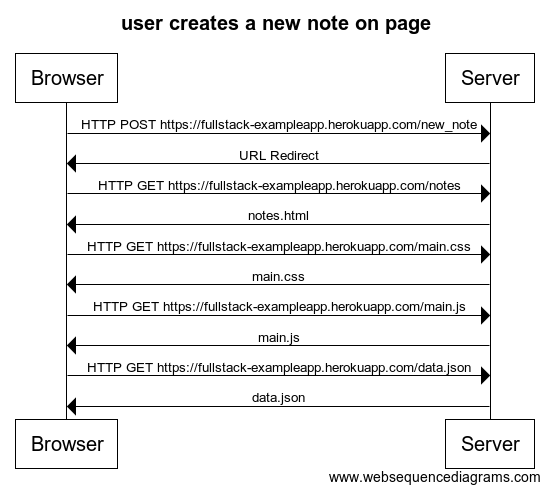 user creates a new note on page
Browser
Server
HTTP POST https://fullstack-exampleapp.herokuapp.com/new_note
URL Redirect
HTTP GET https://fullstack-exampleapp.herokuapp.com/notes
notes.html
HTTP GET https://fullstack-exampleapp.herokuapp.com/main.css
main.css
HTTP GET https://fullstack-exampleapp.herokuapp.com/main.js
main.js
HTTP GET https://fullstack-exampleapp.herokuapp.com/data.json
data.json
Browser
Server
www.websequencediagrams.com